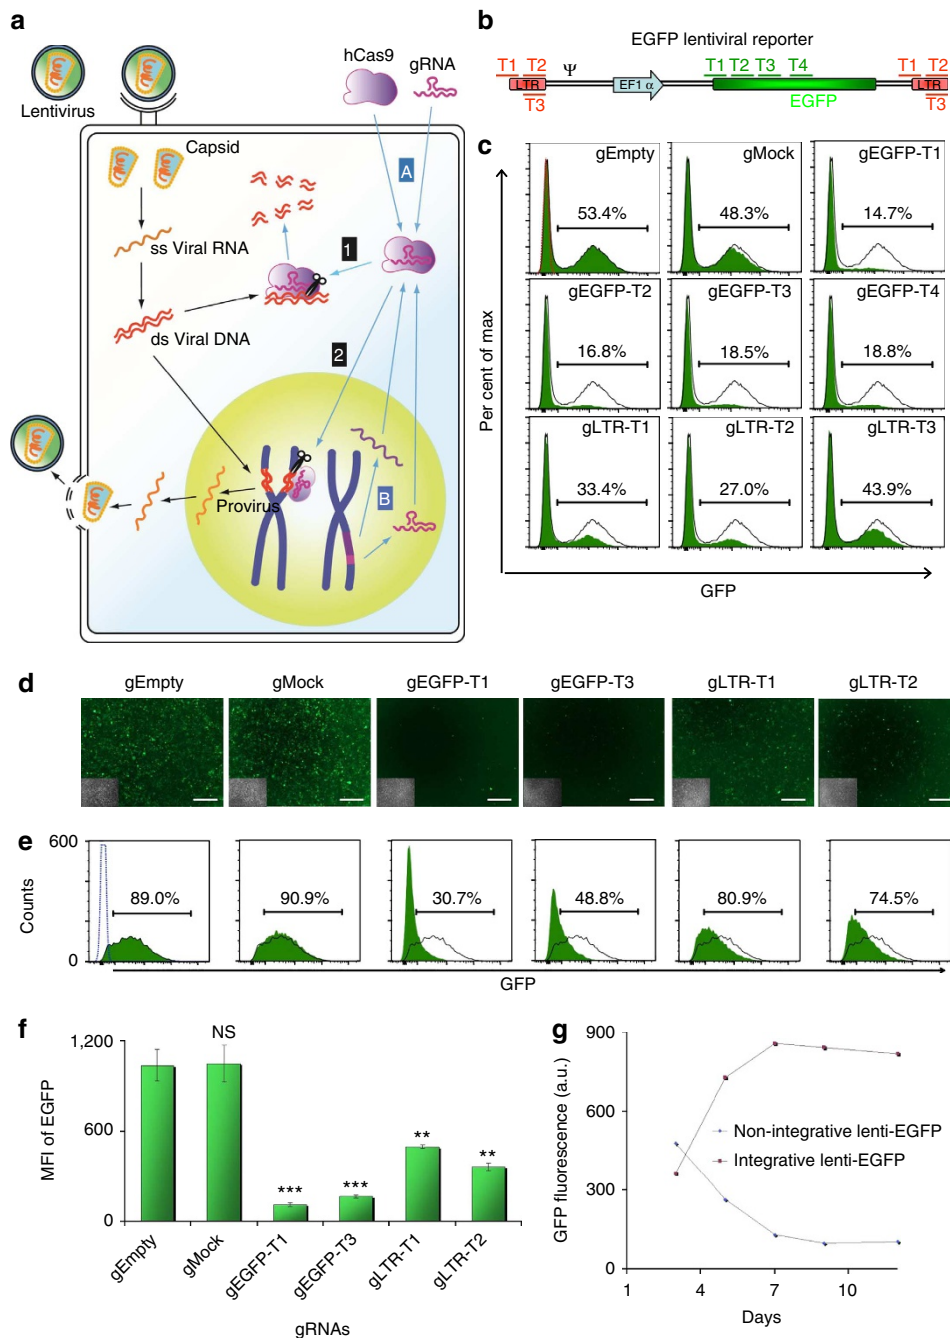 a
Lentivirus
hCas9
gRNA
Capsid
A
ss Viral RNA
1
ds Viral DNA
2
Provirus
B
b
EGFP lentiviral reporter
T1 T2 Ψ T1 T2 T3 T4 T1 T2
LTR EF1 α EGFP LTR
T3 T3
c
Per cent of max
gEmpty gMock gEGFP-T1
53.4% 48.3% 14.7%
gEGFP-T2 gEGFP-T3 gEGFP-T4
16.8% 18.5% 18.8%
gLTR-T1 gLTR-T2 gLTR-T3
33.4% 27.0% 43.9%
GFP
d
gEmpty gMock gEGFP-T1 gEGFP-T3 gLTR-T1 gLTR-T2
e
600
Counts
0
89.0% 90.9% 30.7% 48.8% 80.9% 74.5%
GFP
f
MFI of EGFP
1,200
600
0
NS
***
***
**
**
gEmpty gMock gEGFP-T1 gEGFP-T3 gLTR-T1 gLTR-T2
gRNAs
g
GFP fluorescence (a.u.)
900
600
300
0
Non-integrative lenti-EGFP
Integrative lenti-EGFP
1 4 7 10
Days